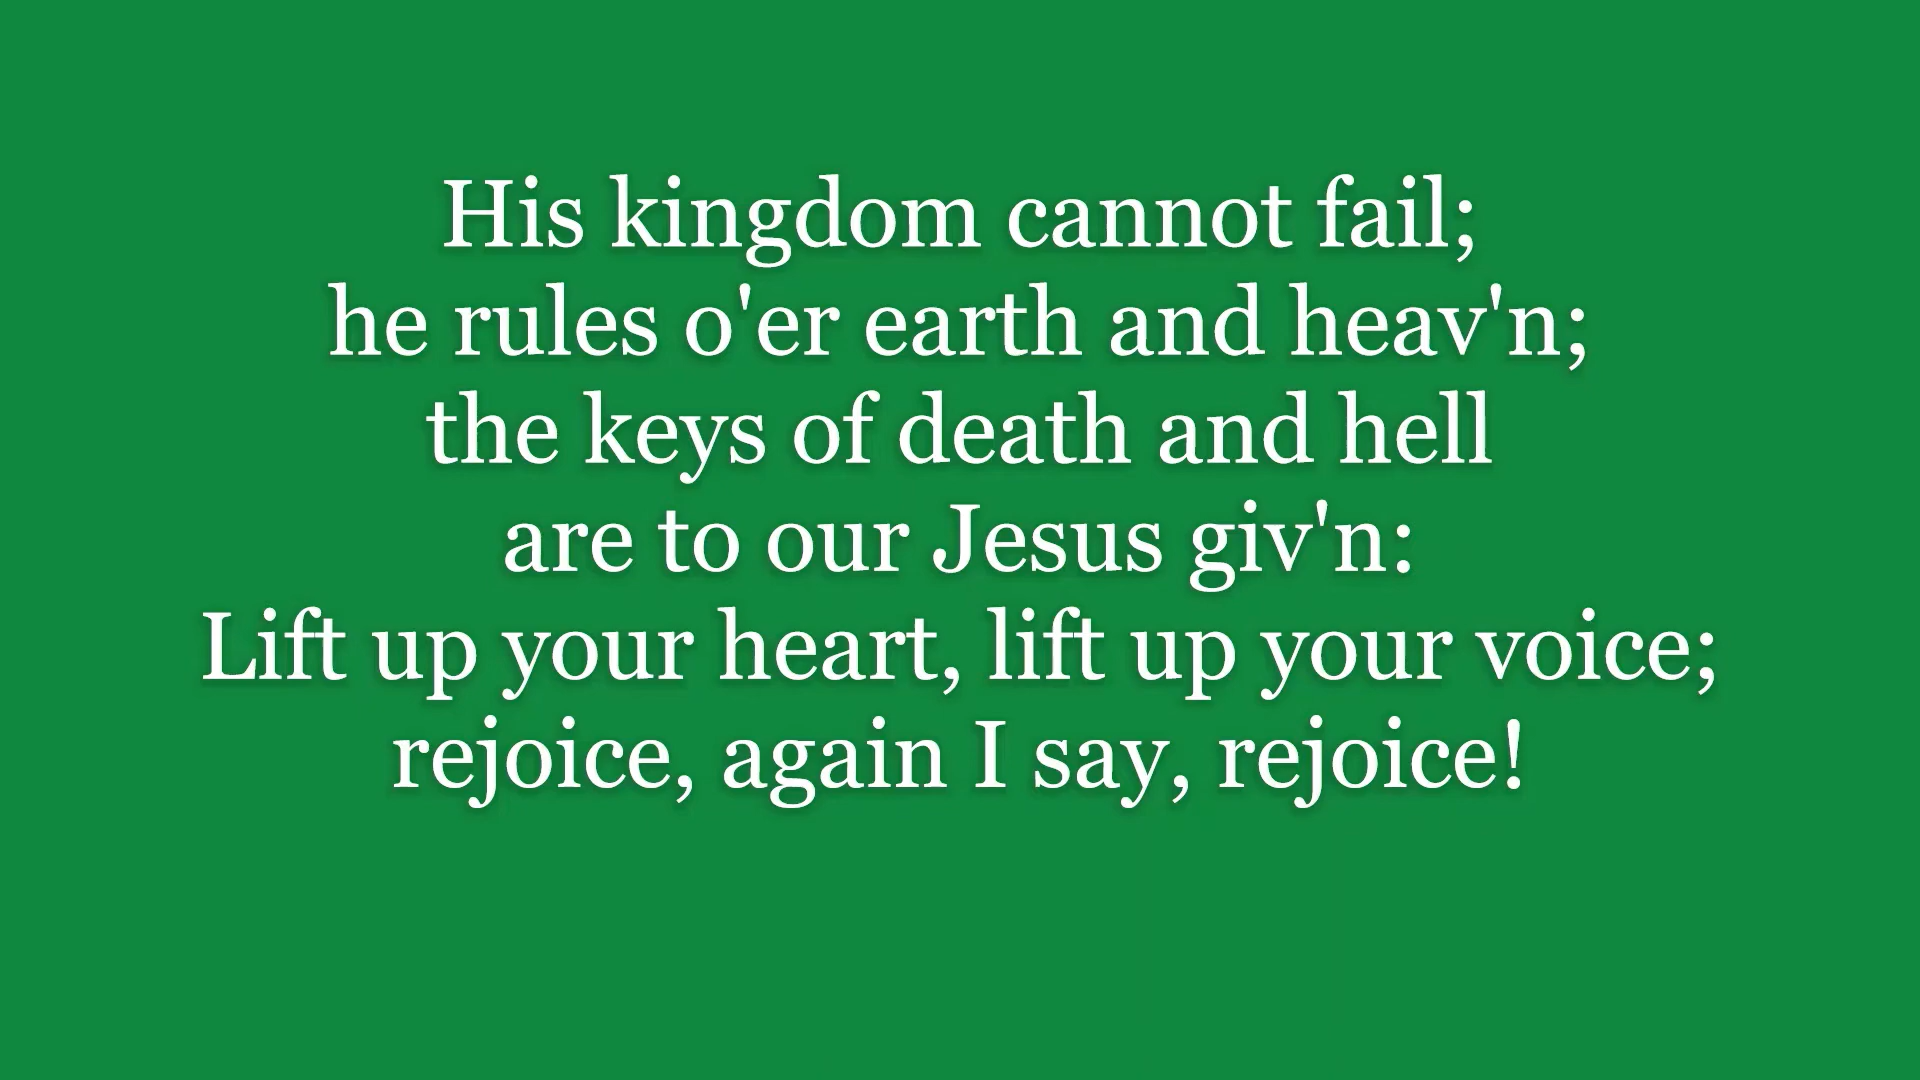 His kingdom cannot fail;
he rules o'er earth and heav'n;
the keys of death and hell
are to our Jesus giv'n:
Lift up your heart, lift up your voice;
rejoice, again I say, rejoice!